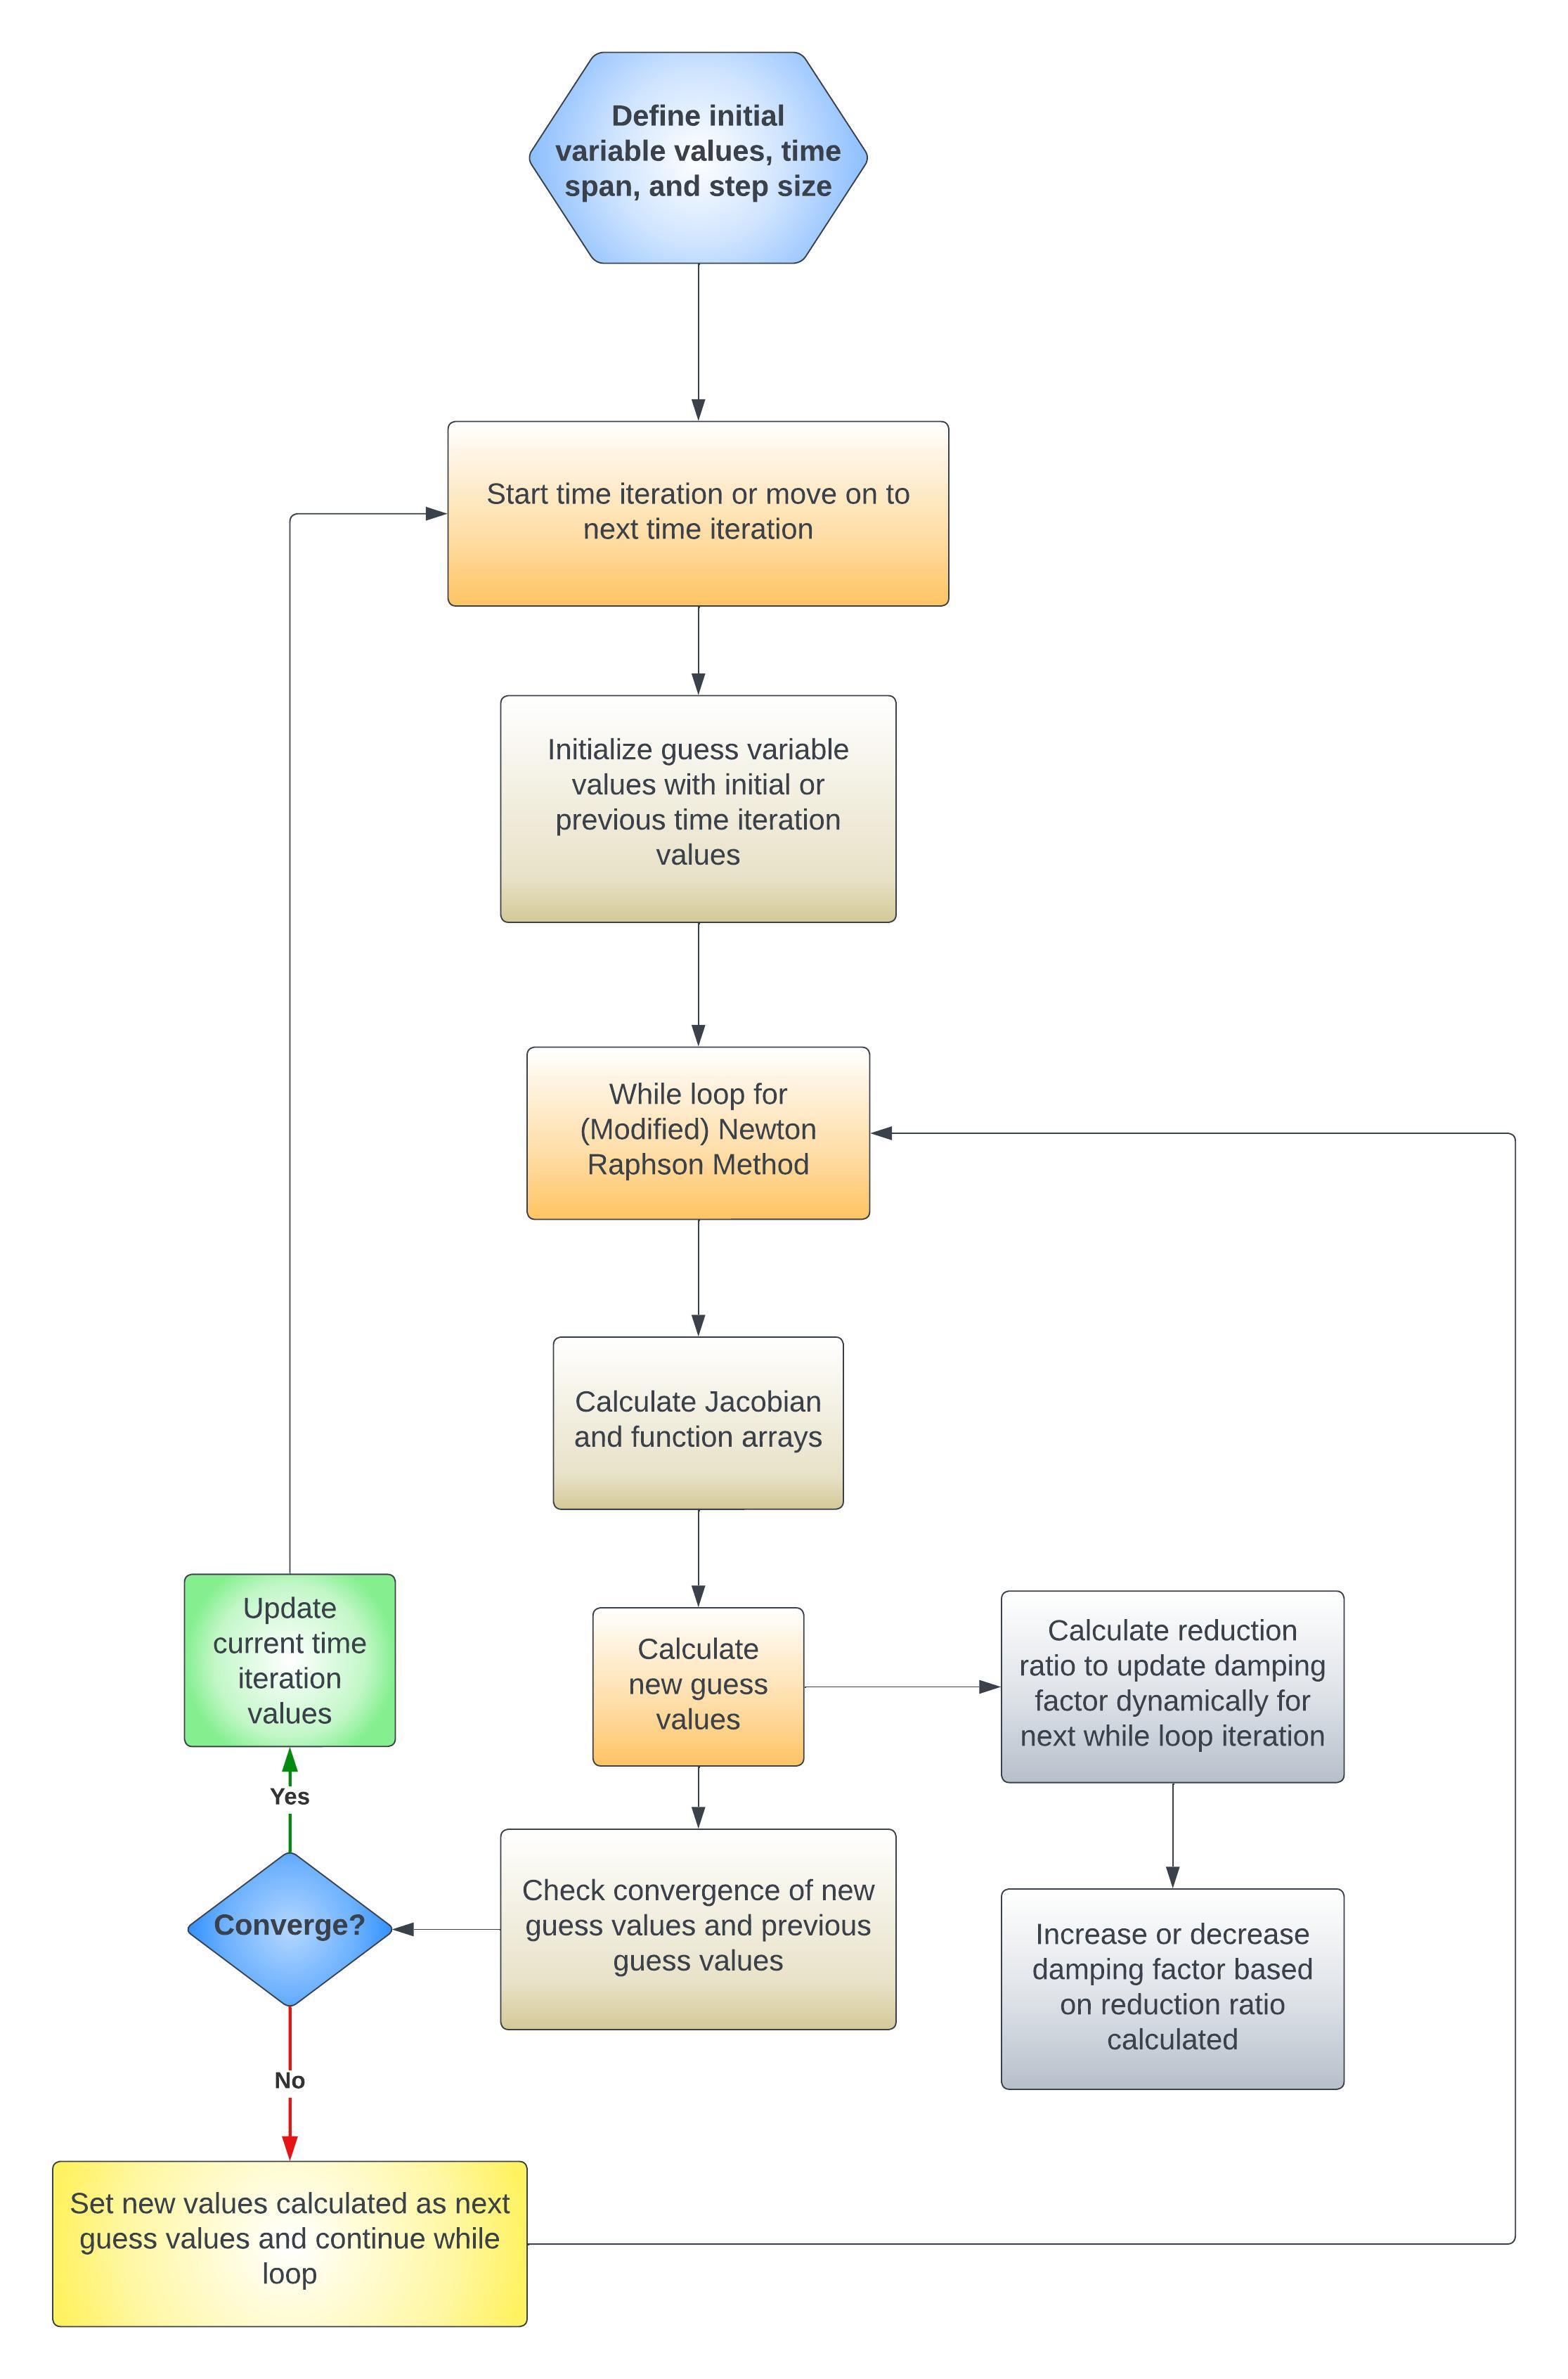 Define initial
variable values, time
span, and step size
Start time iteration or move on to
next time iteration
Initialize guess variable
values with initial or
previous time iteration
values
While loop for
(Modified) Newton
Raphson Method
Calculate Jacobian
and function arrays
Calculate
new guess
values
Calculate reduction
ratio to update damping
factor dynamically for
next while loop iteration
Increase or decrease
damping factor based
on reduction ratio
calculated
Check convergence of new
guess values and previous
guess values
Converge?
Yes
Update
current time
iteration
values
No
Set new values calculated as next
guess values and continue while
loop